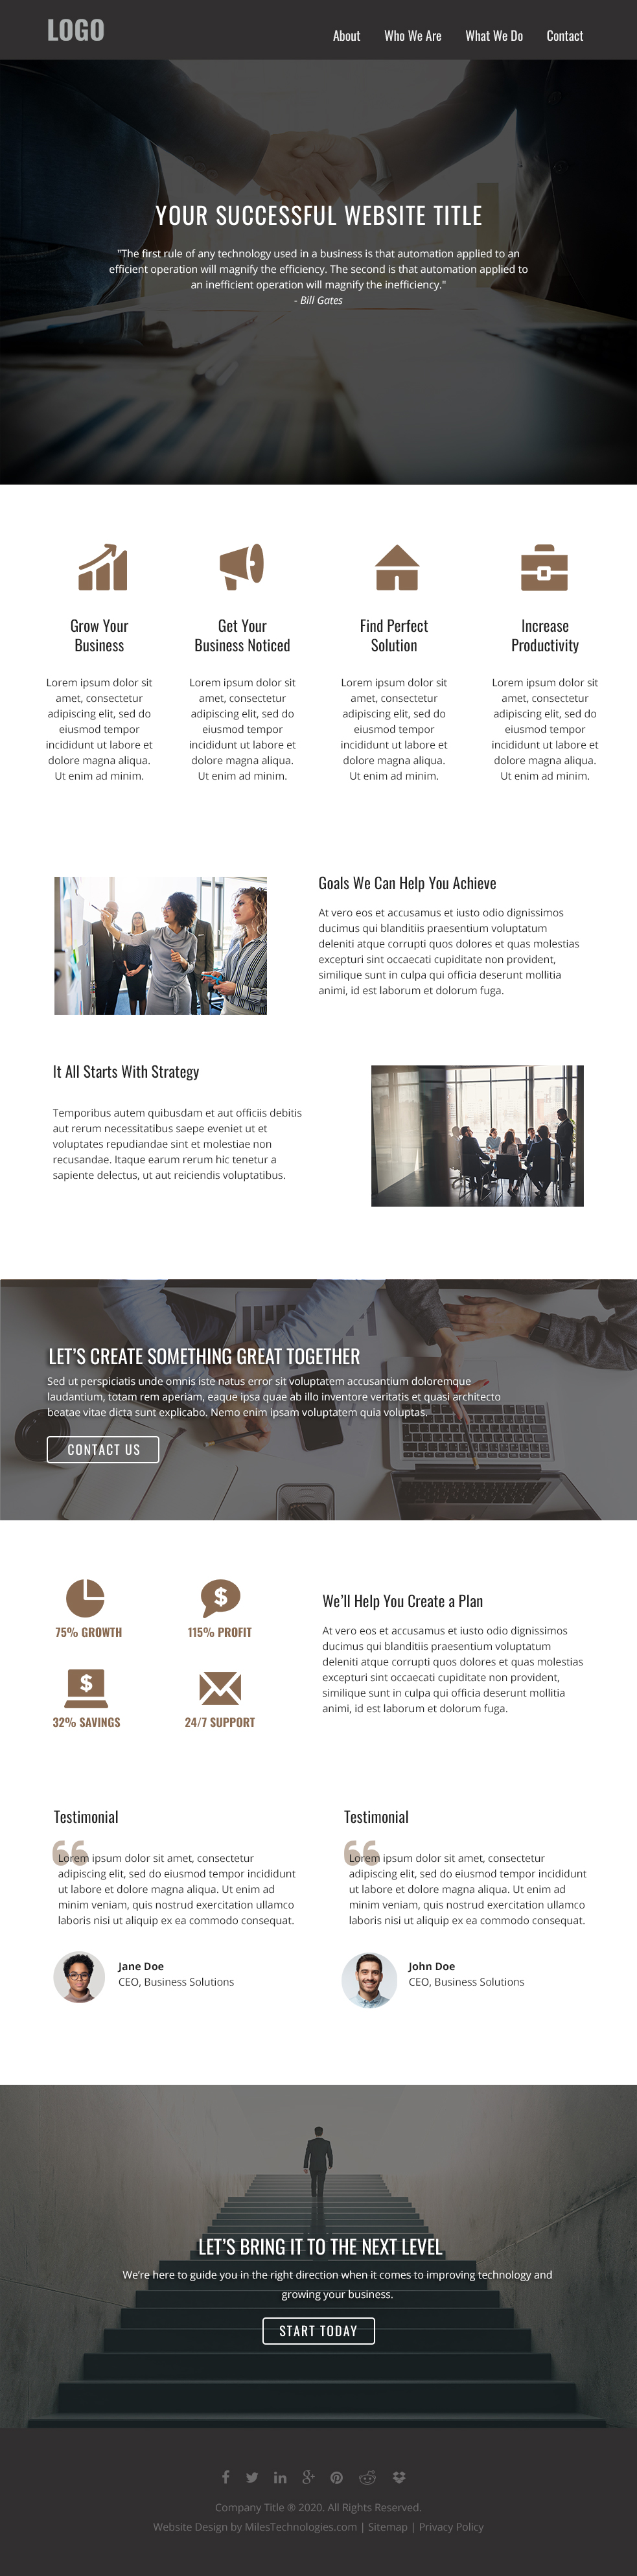 LOGO
About Who We Are What We Do Contact
YOUR SUCCESSFUL WEBSITE TITLE
"The first rule of any technology used in a business is that automation applied to an
efficient operation will magnify the efficiency. The second is that automation applied to
an inefficient operation will magnify the inefficiency."
- Bill Gates
Grow Your
Business
Lorem ipsum dolor sit
amet, consectetur
adipiscing elit, sed do
eiusmod tempor
incididunt ut labore et
dolore magna aliqua.
Ut enim ad minim.
Get Your
Business Noticed
Lorem ipsum dolor sit
amet, consectetur
adipiscing elit, sed do
eiusmod tempor
incididunt ut labore et
dolore magna aliqua.
Ut enim ad minim.
Find Perfect
Solution
Lorem ipsum dolor sit
amet, consectetur
adipiscing elit, sed do
eiusmod tempor
incididunt ut labore et
dolore magna aliqua.
Ut enim ad minim.
Increase
Productivity
Lorem ipsum dolor sit
amet, consectetur
adipiscing elit, sed do
eiusmod tempor
incididunt ut labore et
dolore magna aliqua.
Ut enim ad minim.
Goals We Can Help You Achieve
At vero eos et accusamus et iusto odio dignissimos
ducimus qui blanditiis praesentium voluptatum
deleniti atque corrupti quos dolores et quas molestias
excepturi sint occaecati cupiditate non provident,
similique sunt in culpa qui officia deserunt mollitia
animi, id est laborum et dolorum fuga.
It All Starts With Strategy
Temporibus autem quibusdam et aut officiis debitis
aut rerum necessitatibus saepe eveniet ut et
voluptates repudiandae sint et molestiae non
recusandae. Itaque earum rerum hic tenetur a
sapiente delectus, ut aut reiciendis voluptatibus.
LET'S CREATE SOMETHING GREAT TOGETHER
Sed ut perspiciatis unde omnis iste natus error sit voluptatem accusantium doloremque
laudantium, totam rem aperiam, eaque ipsa quae ab illo inventore veritatis et quasi architecto
beatae vitae dicta sunt explicabo. Nemo enim ipsam voluptatem quia voluptas.
CONTACT US
75% GROWTH
115% PROFIT
32% SAVINGS
24/7 SUPPORT
We'll Help You Create a Plan
At vero eos et accusamus et iusto odio dignissimos
ducimus qui blanditiis praesentium voluptatum
deleniti atque corrupti quos dolores et quas molestias
excepturi sint occaecati cupiditate non provident,
similique sunt in culpa qui officia deserunt mollitia
animi, id est laborum et dolorum fuga.
Testimonial
Lorem ipsum dolor sit amet, consectetur
adipiscing elit, sed do eiusmod tempor incididunt
ut labore et dolore magna aliqua. Ut enim ad
minim veniam, quis nostrud exercitation ullamco
laboris nisi ut aliquip ex ea commodo consequat.
Jane Doe
CEO, Business Solutions
Testimonial
Lorem ipsum dolor sit amet, consectetur
adipiscing elit, sed do eiusmod tempor incididunt
ut labore et dolore magna aliqua. Ut enim ad
minim veniam, quis nostrud exercitation ullamco
laboris nisi ut aliquip ex ea commodo consequat.
John Doe
CEO, Business Solutions
LET'S BRING IT TO THE NEXT LEVEL
We're here to guide you in the right direction when it comes to improving technology and
growing your business.
START TODAY
Company Title ® 2020. All Rights Reserved.
Website Design by MilesTechnologies.com | Sitemap | Privacy Policy